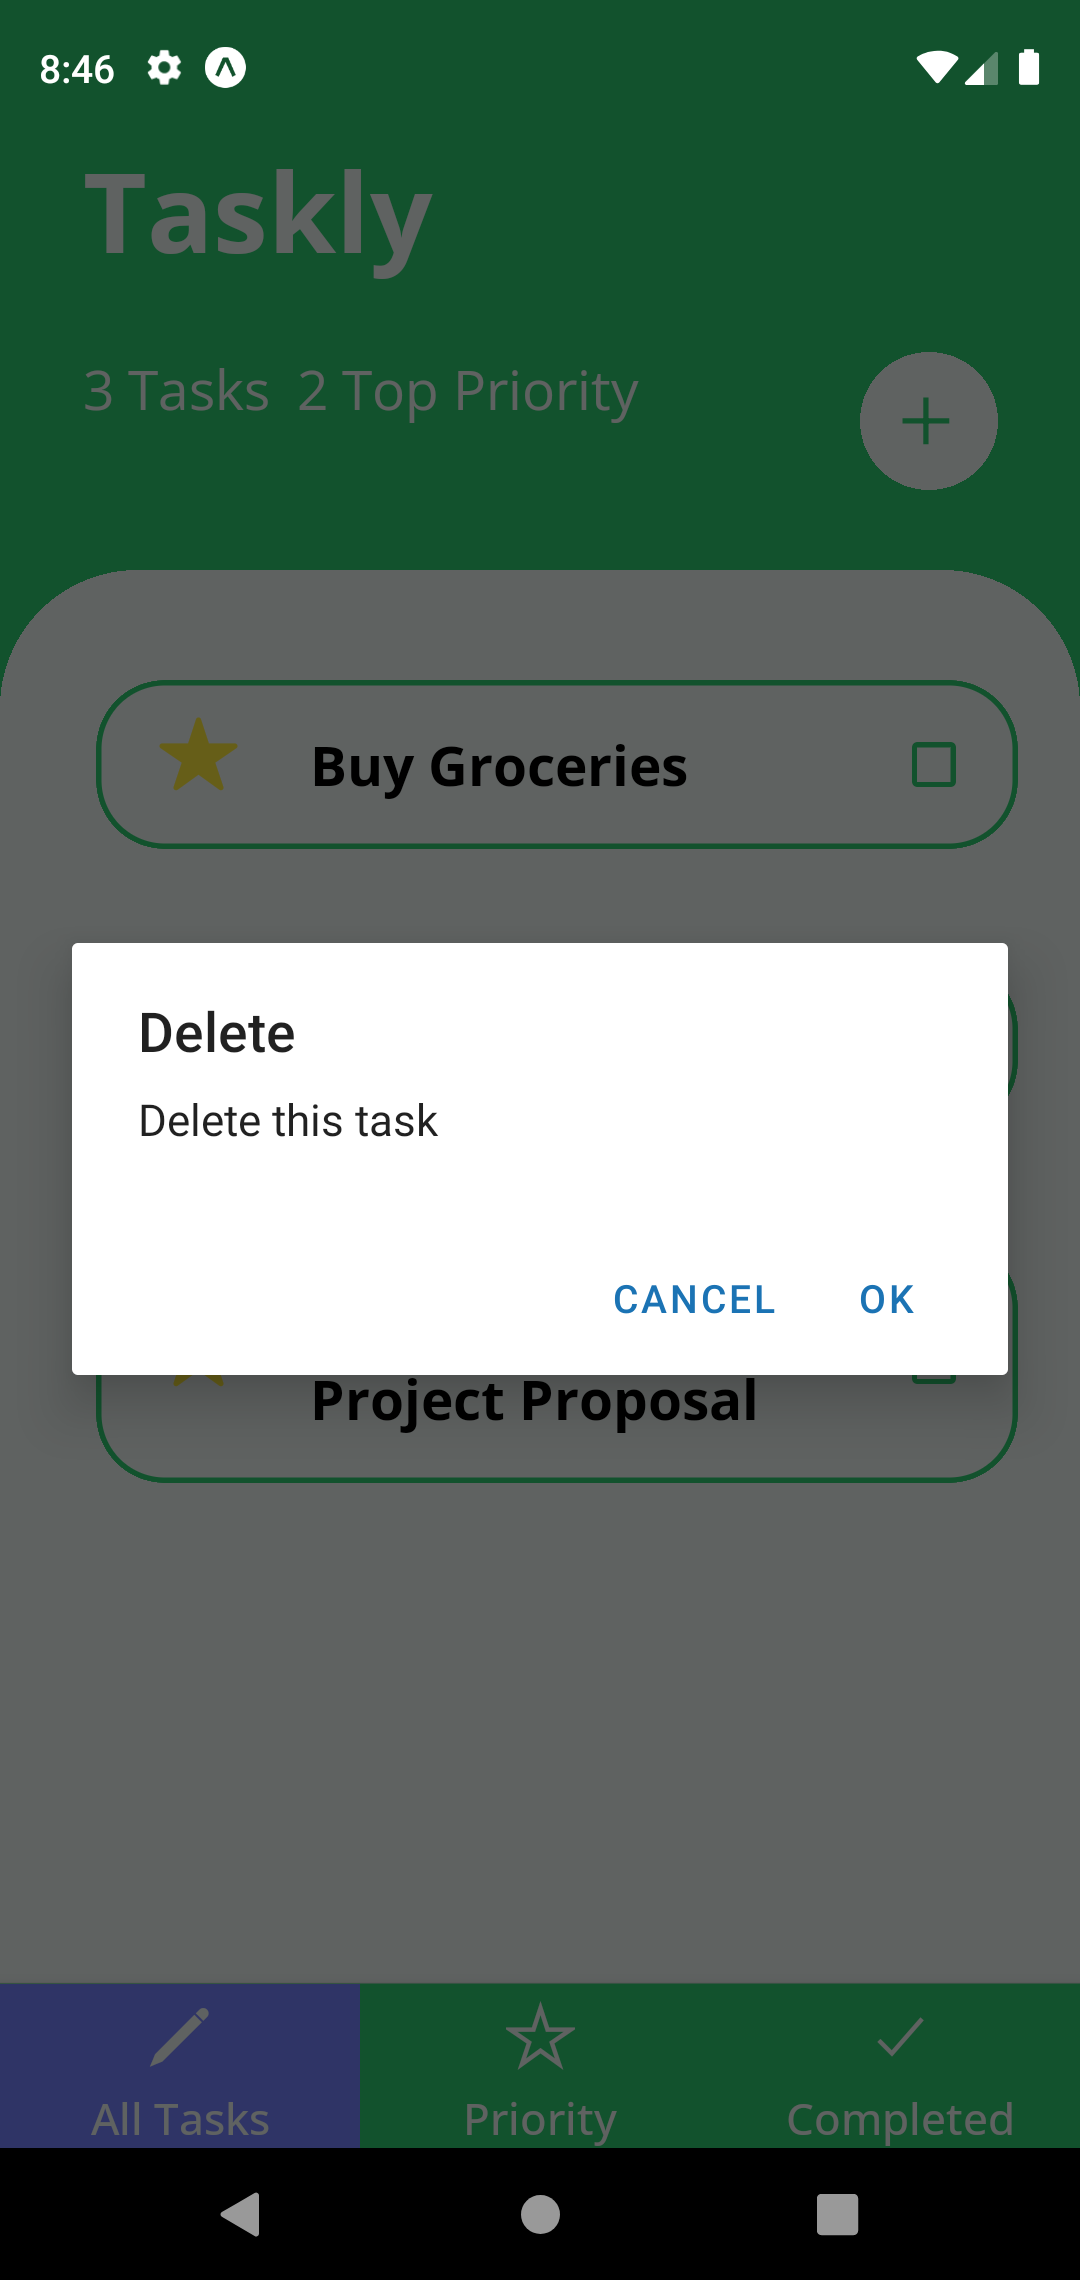 8:46
Taskly
3 Tasks 2 Top Priority
Buy Groceries
Delete
Delete this task
CANCEL OK
Project Proposal
All Tasks Priority Completed